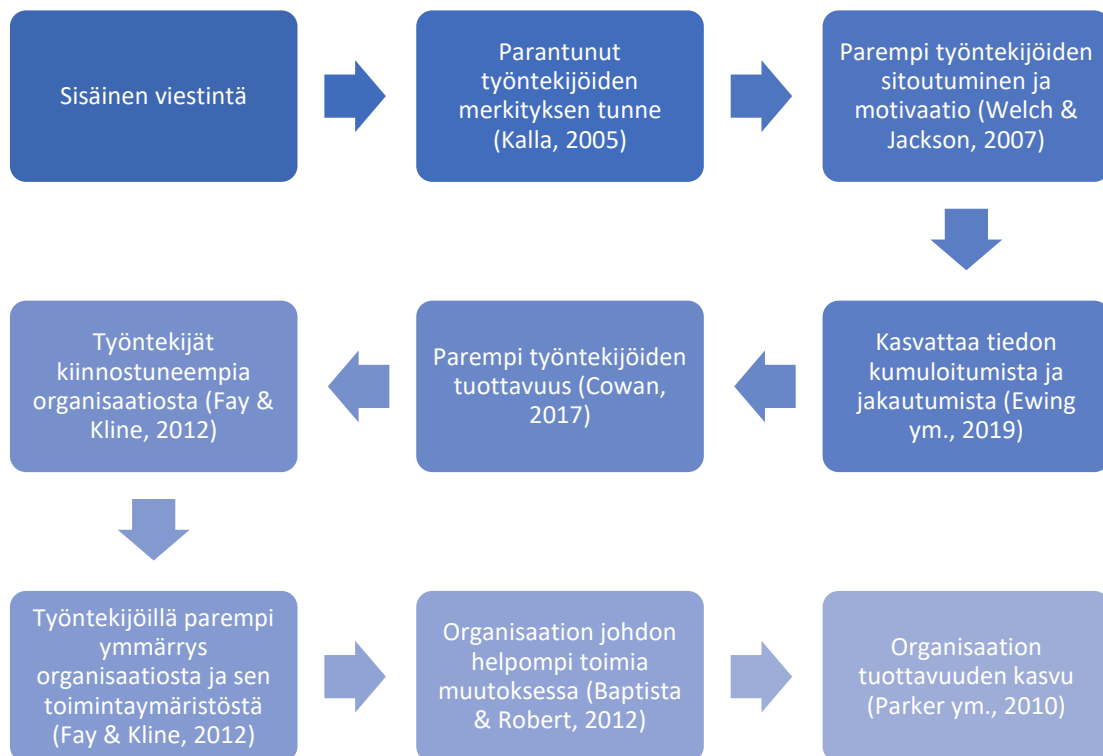 Sisäinen viestintä
Parantunut
työntekijöiden
merkityksen tunne
(Kalla, 2005)
Parempi työntekijöiden
sitoutuminen ja
motivaatio (Welch &
Jackson, 2007)
Kasvattaa tiedon
kumuloitumista ja
jakautumista (Ewing
ym., 2019)
Parempi työntekijöiden
tuottavuus (Cowan,
2017)
Työntekijät
kiinnostuneempia
organisaatiosta (Fay &
Kline, 2012)
Työntekijöillä parempi
ymmärrys
organisaatiosta ja sen
toimintaymäristöstä
(Fay & Kline, 2012)
Organisaation johdon
helpompi toimia
muutoksessa (Baptista
& Robert, 2012)
Organisaation
tuottavuuden kasvu
(Parker ym., 2010)